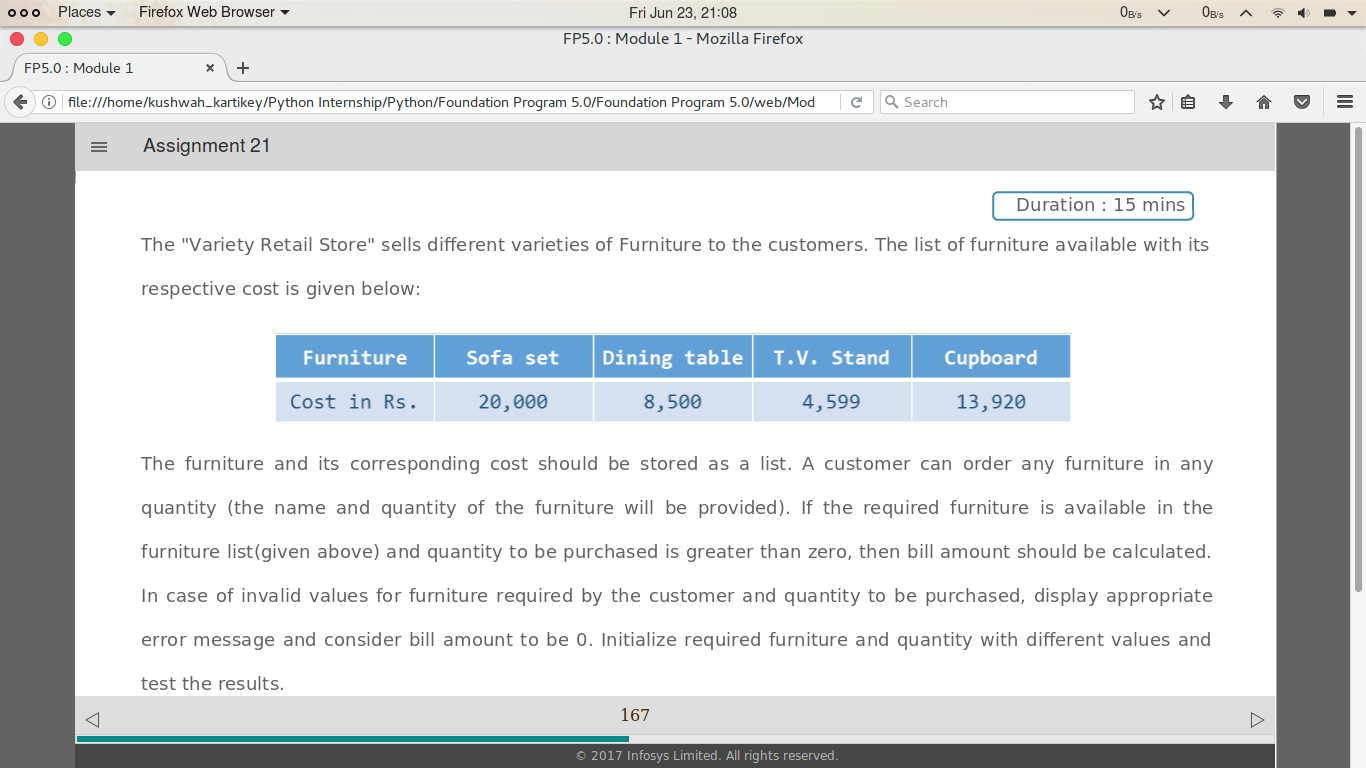 Places Firefox Web Browser Fri Jun 23, 21:08 0B/s 0B/s
FP5.0 : Module 1 - Mozilla Firefox
FP5.0 : Module 1
file:///home/kushwah_kartikey/Python Internship/Python/Foundation Program 5.0/Foundation Program 5.0/web/Mod Search
Assignment 21
Duration : 15 mins
The "Variety Retail Store" sells different varieties of Furniture to the customers. The list of furniture available with its
respective cost is given below:
Furniture Sofa set Dining table T.V. Stand Cupboard
Cost in Rs. 20,000 8,500 4,599 13,920
The furniture and its corresponding cost should be stored as a list. A customer can order any furniture in any
quantity (the name and quantity of the furniture will be provided). If the required furniture is available in the
furniture list(given above) and quantity to be purchased is greater than zero, then bill amount should be calculated.
In case of invalid values for furniture required by the customer and quantity to be purchased, display appropriate
error message and consider bill amount to be 0. Initialize required furniture and quantity with different values and
test the results.
167
© 2017 Infosys Limited. All rights reserved.